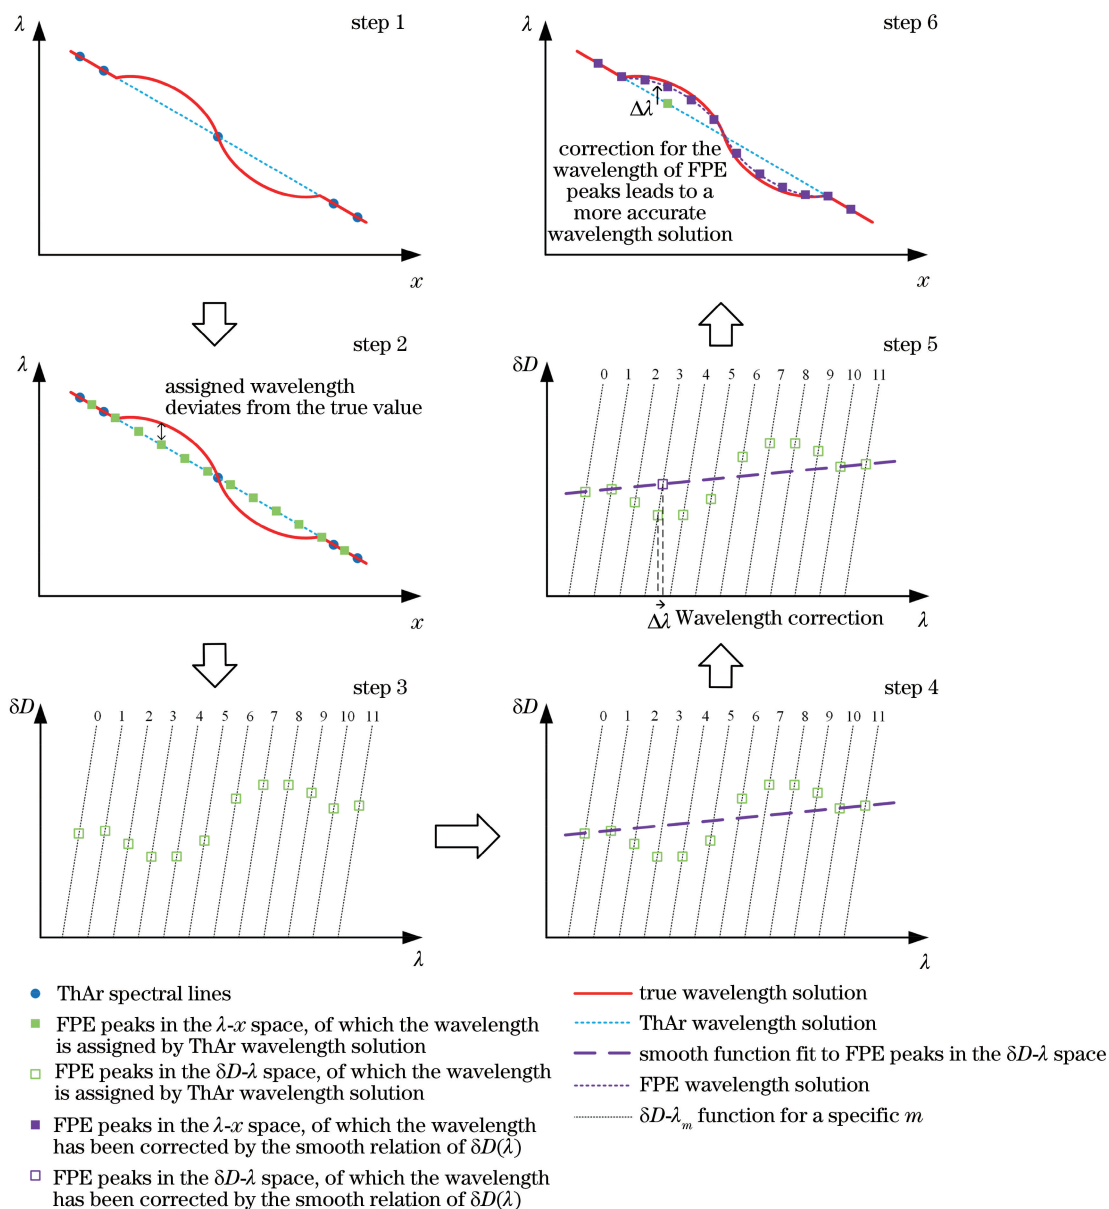 λ
step 1
x
step 2
λ
assigned wavelength
deviates from the true value
x
step 3
δD
0 1 2 3 4 5 6 7 8 9 10 11
λ
step 4
δD
0 1 2 3 4 5 6 7 8 9 10 11
λ
step 5
δD
0 1 2 3 4 5 6 7 8 9 10 11
Δλ Wavelength correction
λ
step 6
λ
Δλ
correction for the
wavelength of FPE
peaks leads to a
more accurate
wavelength solution
x
ThAr spectral lines
FPE peaks in the λ-x space, of which the wavelength
is assigned by ThAr wavelength solution
FPE peaks in the δD-λ space, of which the wavelength
is assigned by ThAr wavelength solution
FPE peaks in the λ-x space, of which the wavelength
has been corrected by the smooth relation of δD(λ)
FPE peaks in the δD-λ space, of which the wavelength
has been corrected by the smooth relation of δD(λ)
true wavelength solution
ThAr wavelength solution
smooth function fit to FPE peaks in the δD-λ space
FPE wavelength solution
δD-λₘ function for a specific m